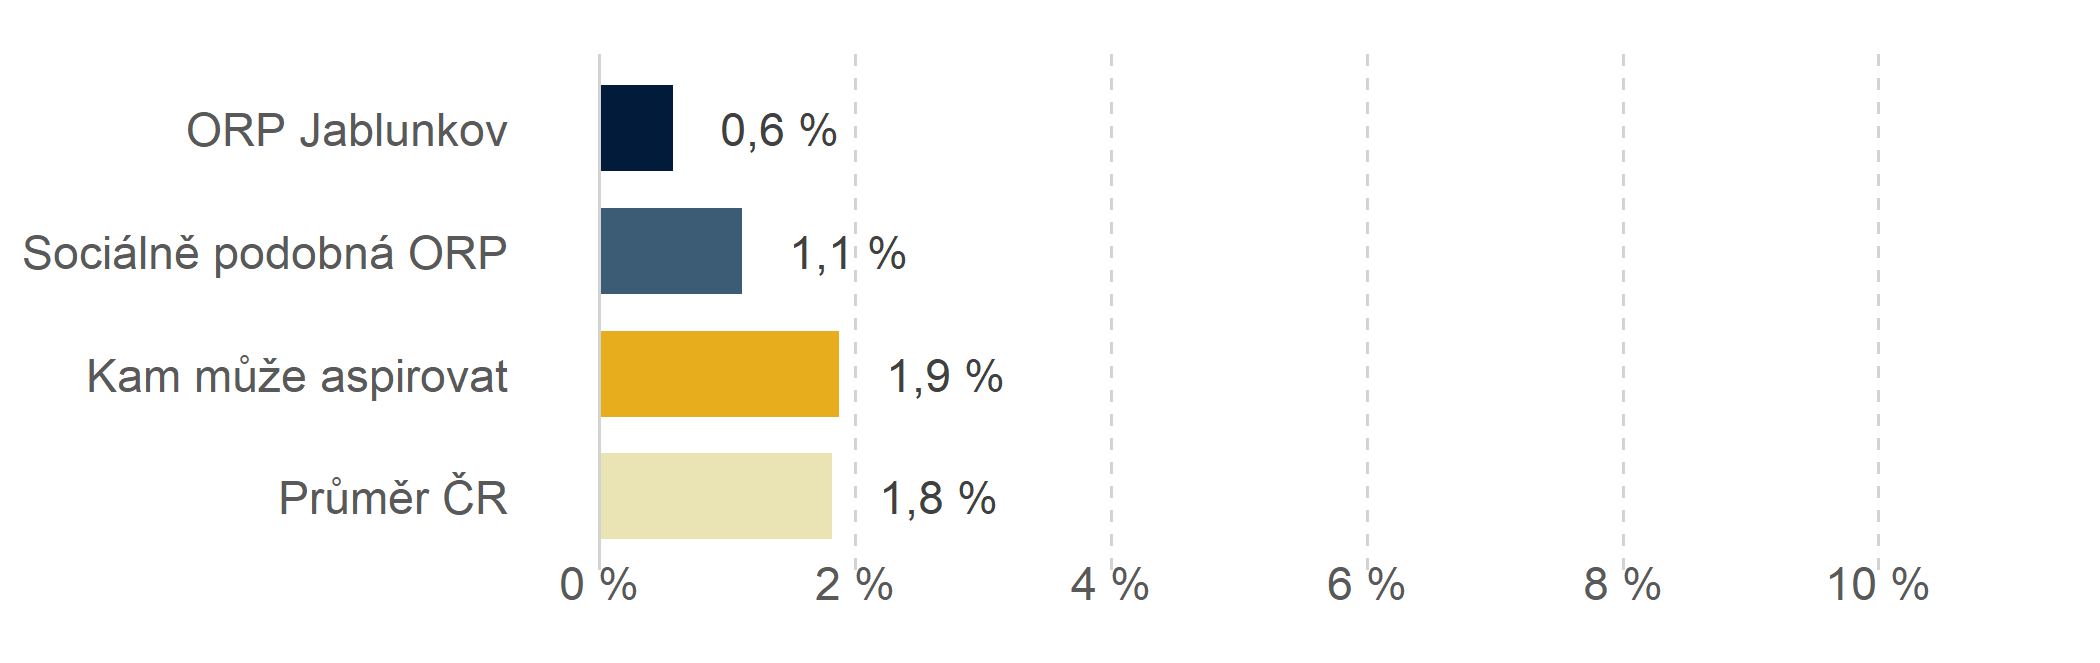 ORP Jablunkov 0,6 %
Sociálně podobná ORP 1,1 %
Kam může aspirovat 1,9 %
Průměr ČR 1,8 %
0 % 2 % 4 % 6 % 8 % 10 %